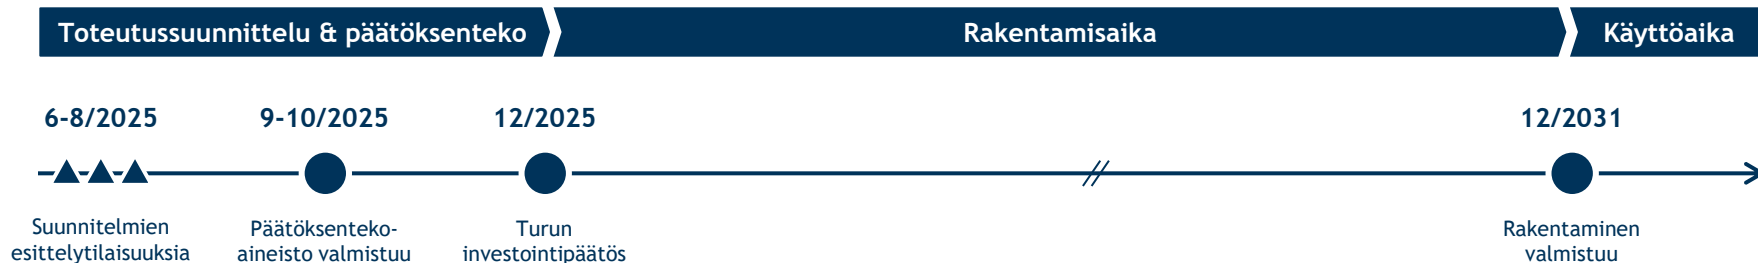 Toteutussuunnittelu & päätöksenteko
Rakentamisaika
Käyttöaika
6-8/2025
9-10/2025
12/2025
12/2031
Suunnitelmien
esittelytilaisuuksia
Päätöksenteko-
aineisto valmistuu
Turun
investointipäätös
Rakentaminen
valmistuu